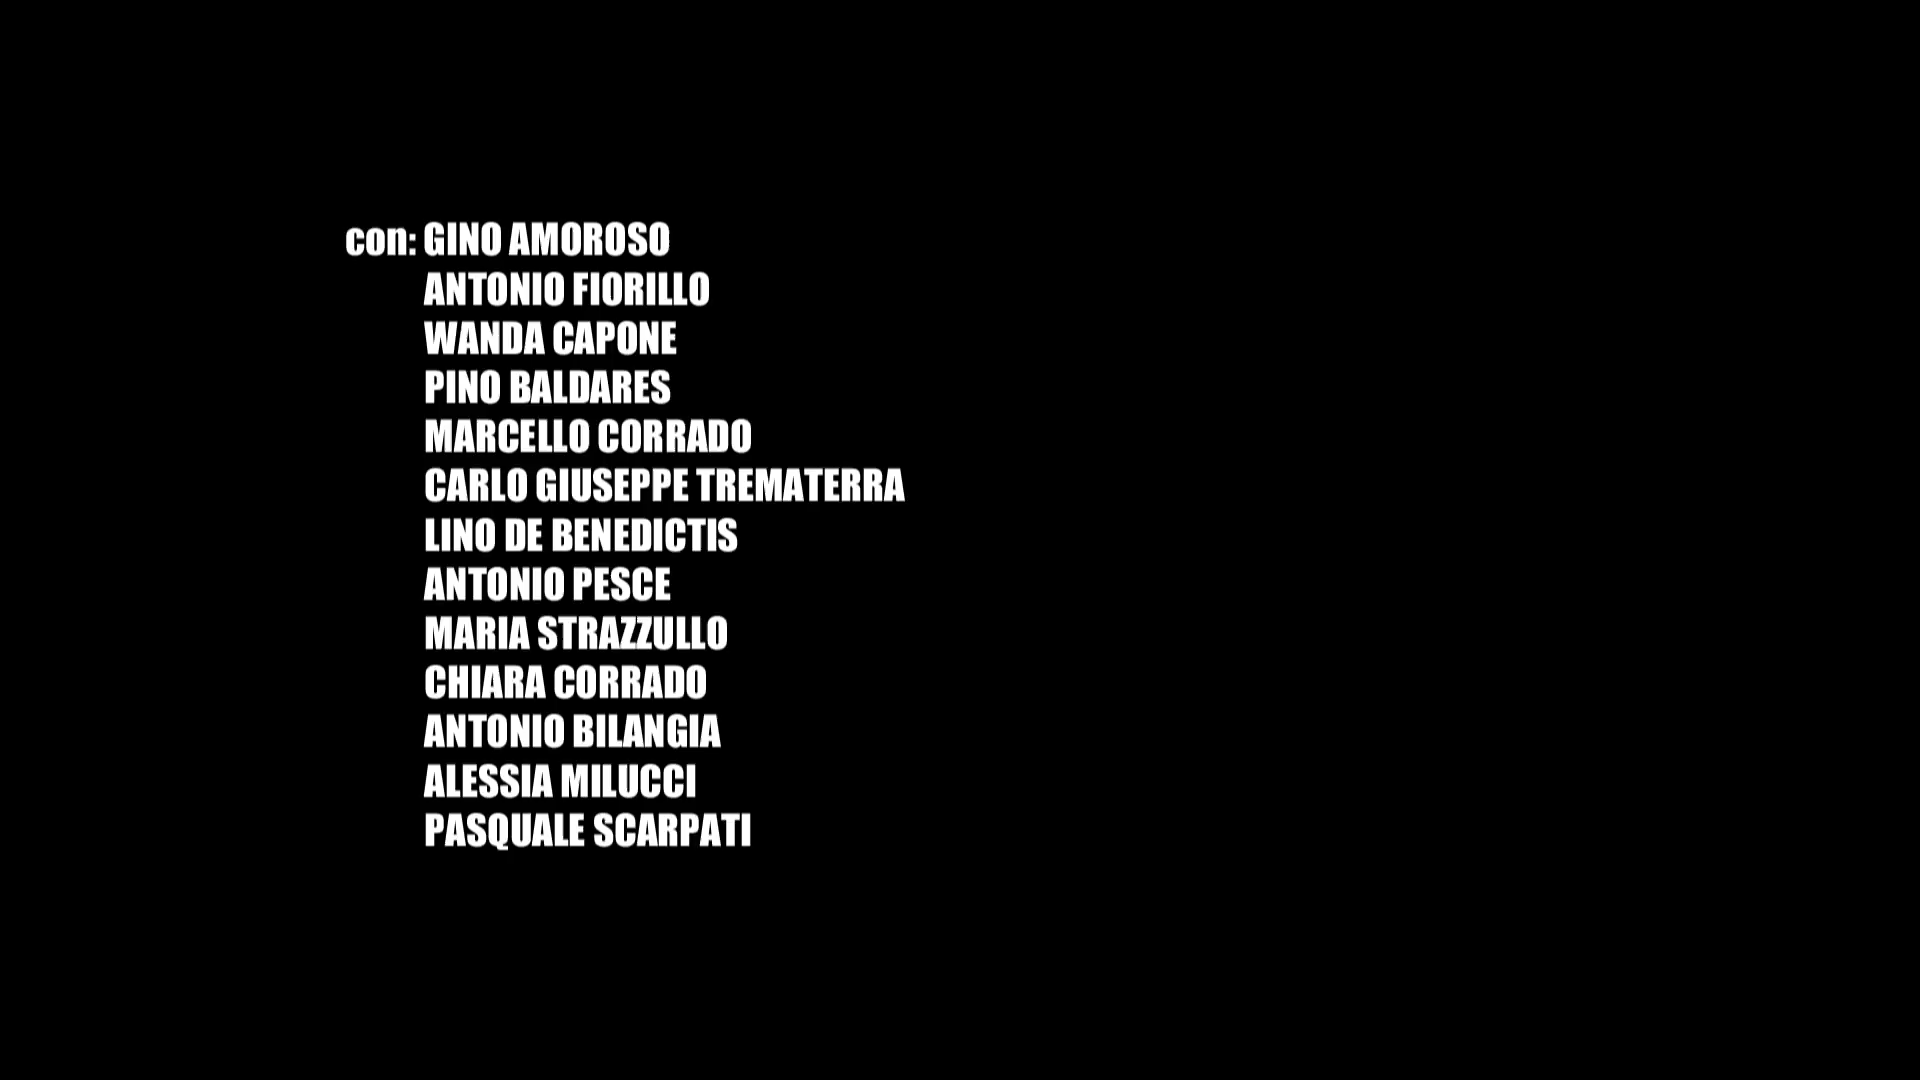 con: GINO AMOROSO
ANTONIO FIORILLO
WANDA CAPONE
PINO BALDARES
MARCELLO CORRADO
CARLO GIUSEPPE TREMATERRA
LINO DE BENEDICTIS
ANTONIO PESCE
MARIA STRAZZULLO
CHIARA CORRADO
ANTONIO BILANGIA
ALESSIA MILUCCI
PASQUALE SCARPATI